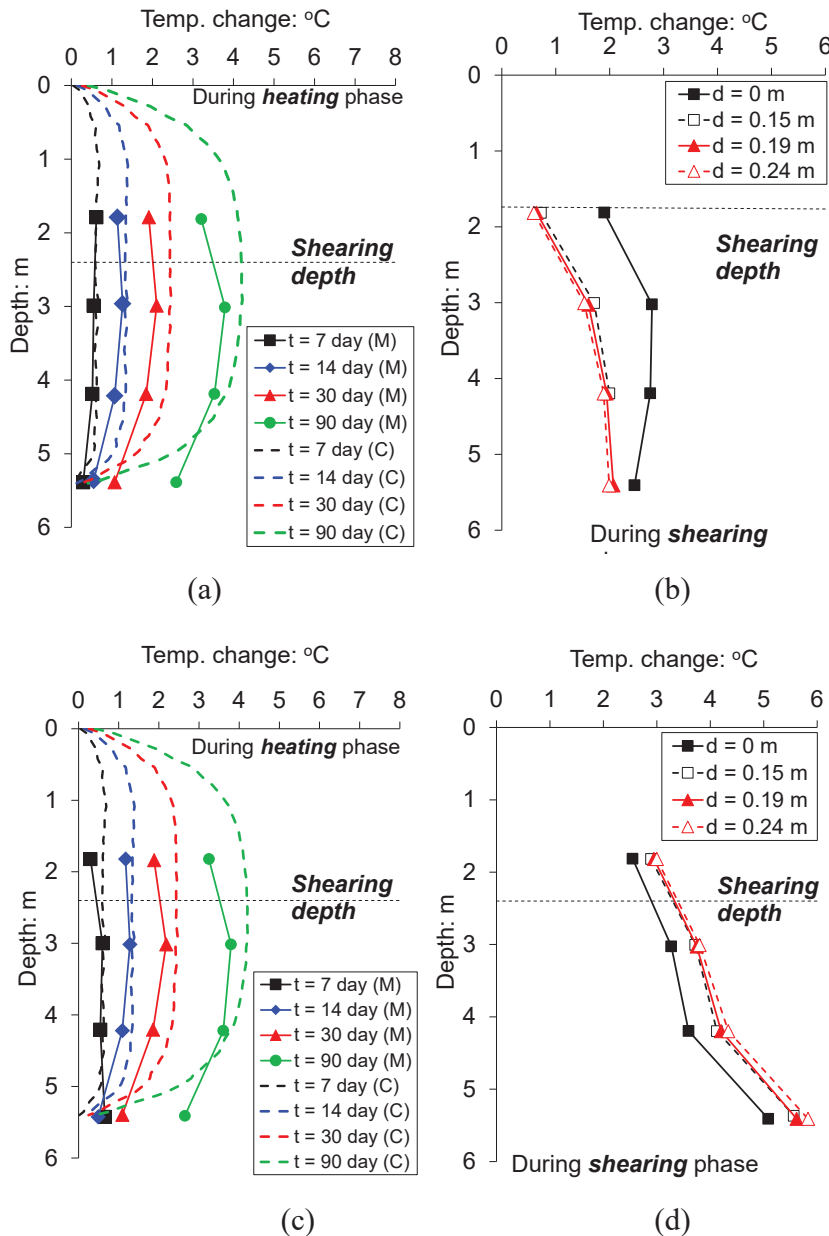 Temp. change: °C
0 1 2 3 4 5 6 7 8
0
1
2
3
4
5
6
Depth: m
During heating phase
Shearing
depth
t = 7 day (M)
t = 14 day (M)
t = 30 day (M)
t = 90 day (M)
t = 7 day (C)
t = 14 day (C)
t = 30 day (C)
t = 90 day (C)
(a)
Temp. change: °C
0 1 2 3 4 5 6
0
1
2
3
4
5
6
Depth: m
d = 0 m
d = 0.15 m
d = 0.19 m
d = 0.24 m
Shearing
depth
During shearing
(b)
Temp. change: °C
0 1 2 3 4 5 6 7 8
0
1
2
3
4
5
6
Depth: m
During heating phase
Shearing
depth
t = 7 day (M)
t = 14 day (M)
t = 30 day (M)
t = 90 day (M)
t = 7 day (C)
t = 14 day (C)
t = 30 day (C)
t = 90 day (C)
(c)
Temp. change: °C
0 1 2 3 4 5 6
0
1
2
3
4
5
6
Depth: m
d = 0 m
d = 0.15 m
d = 0.19 m
d = 0.24 m
Shearing
depth
During shearing phase
(d)